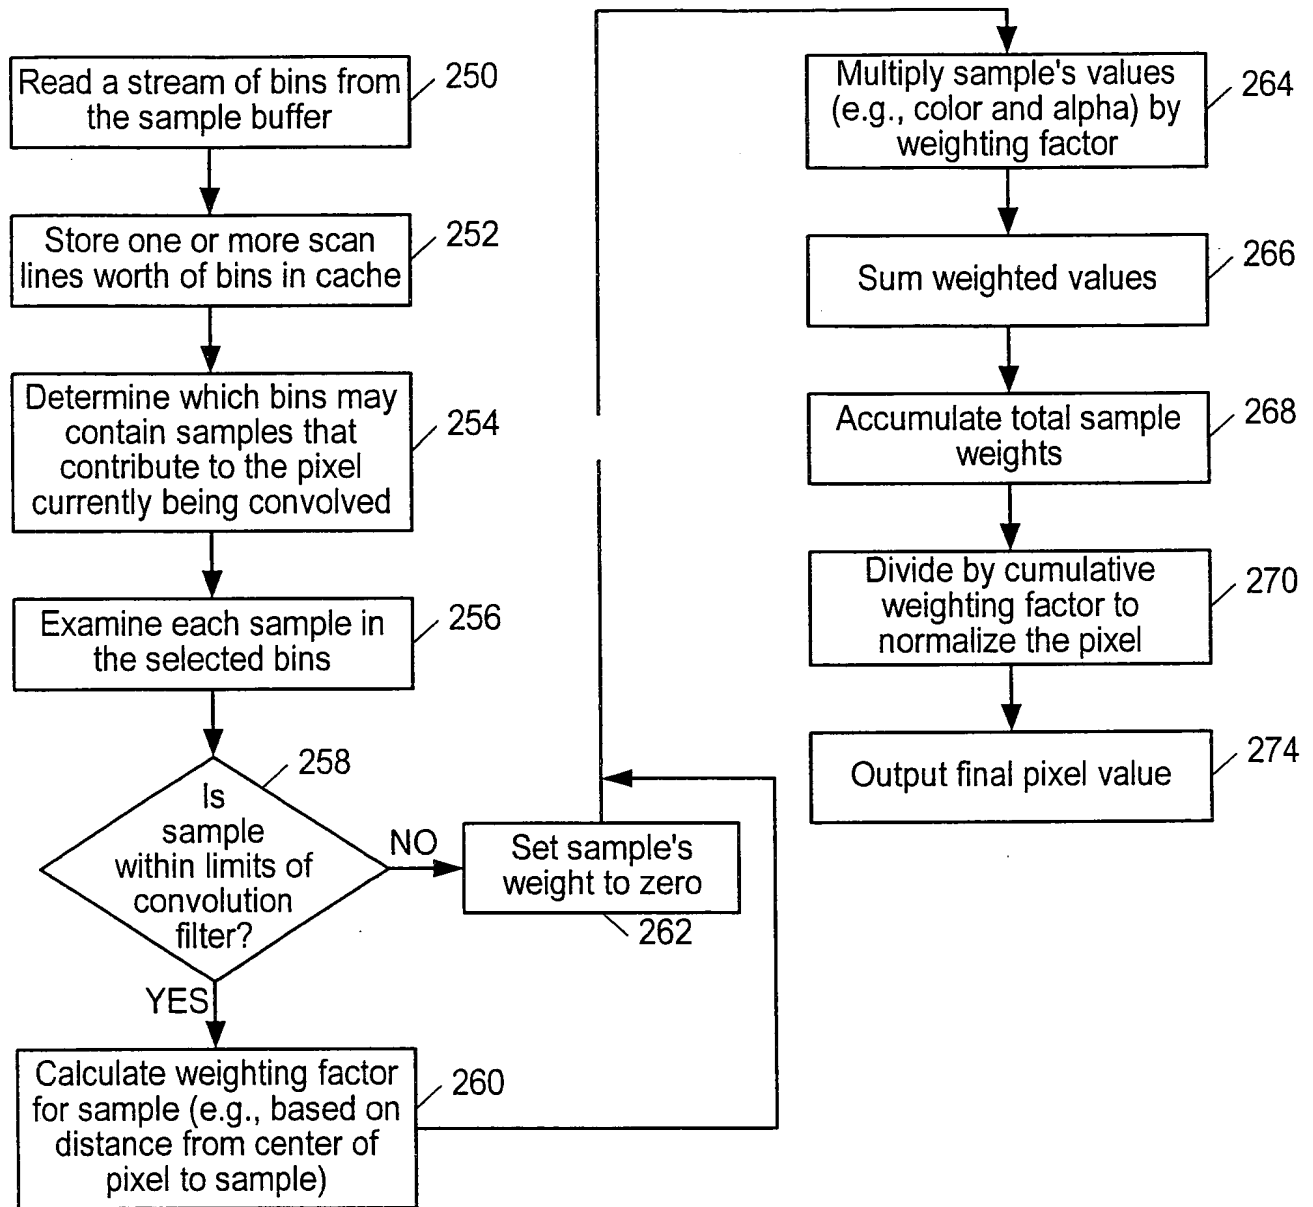 Read a stream of bins from
the sample buffer
250
Store one or more scan
lines worth of bins in cache
252
Determine which bins may
contain samples that
contribute to the pixel
currently being convolved
254
Examine each sample in
the selected bins
256
Is
sample
within limits of
convolution
filter?
258
NO
Set sample's
weight to zero
262
YES
Calculate weighting factor
for sample (e.g., based on
distance from center of
pixel to sample)
260
Multiply sample's values
(e.g., color and alpha) by
weighting factor
264
Sum weighted values
266
Accumulate total sample
weights
268
Divide by cumulative
weighting factor to
normalize the pixel
270
Output final pixel value
274